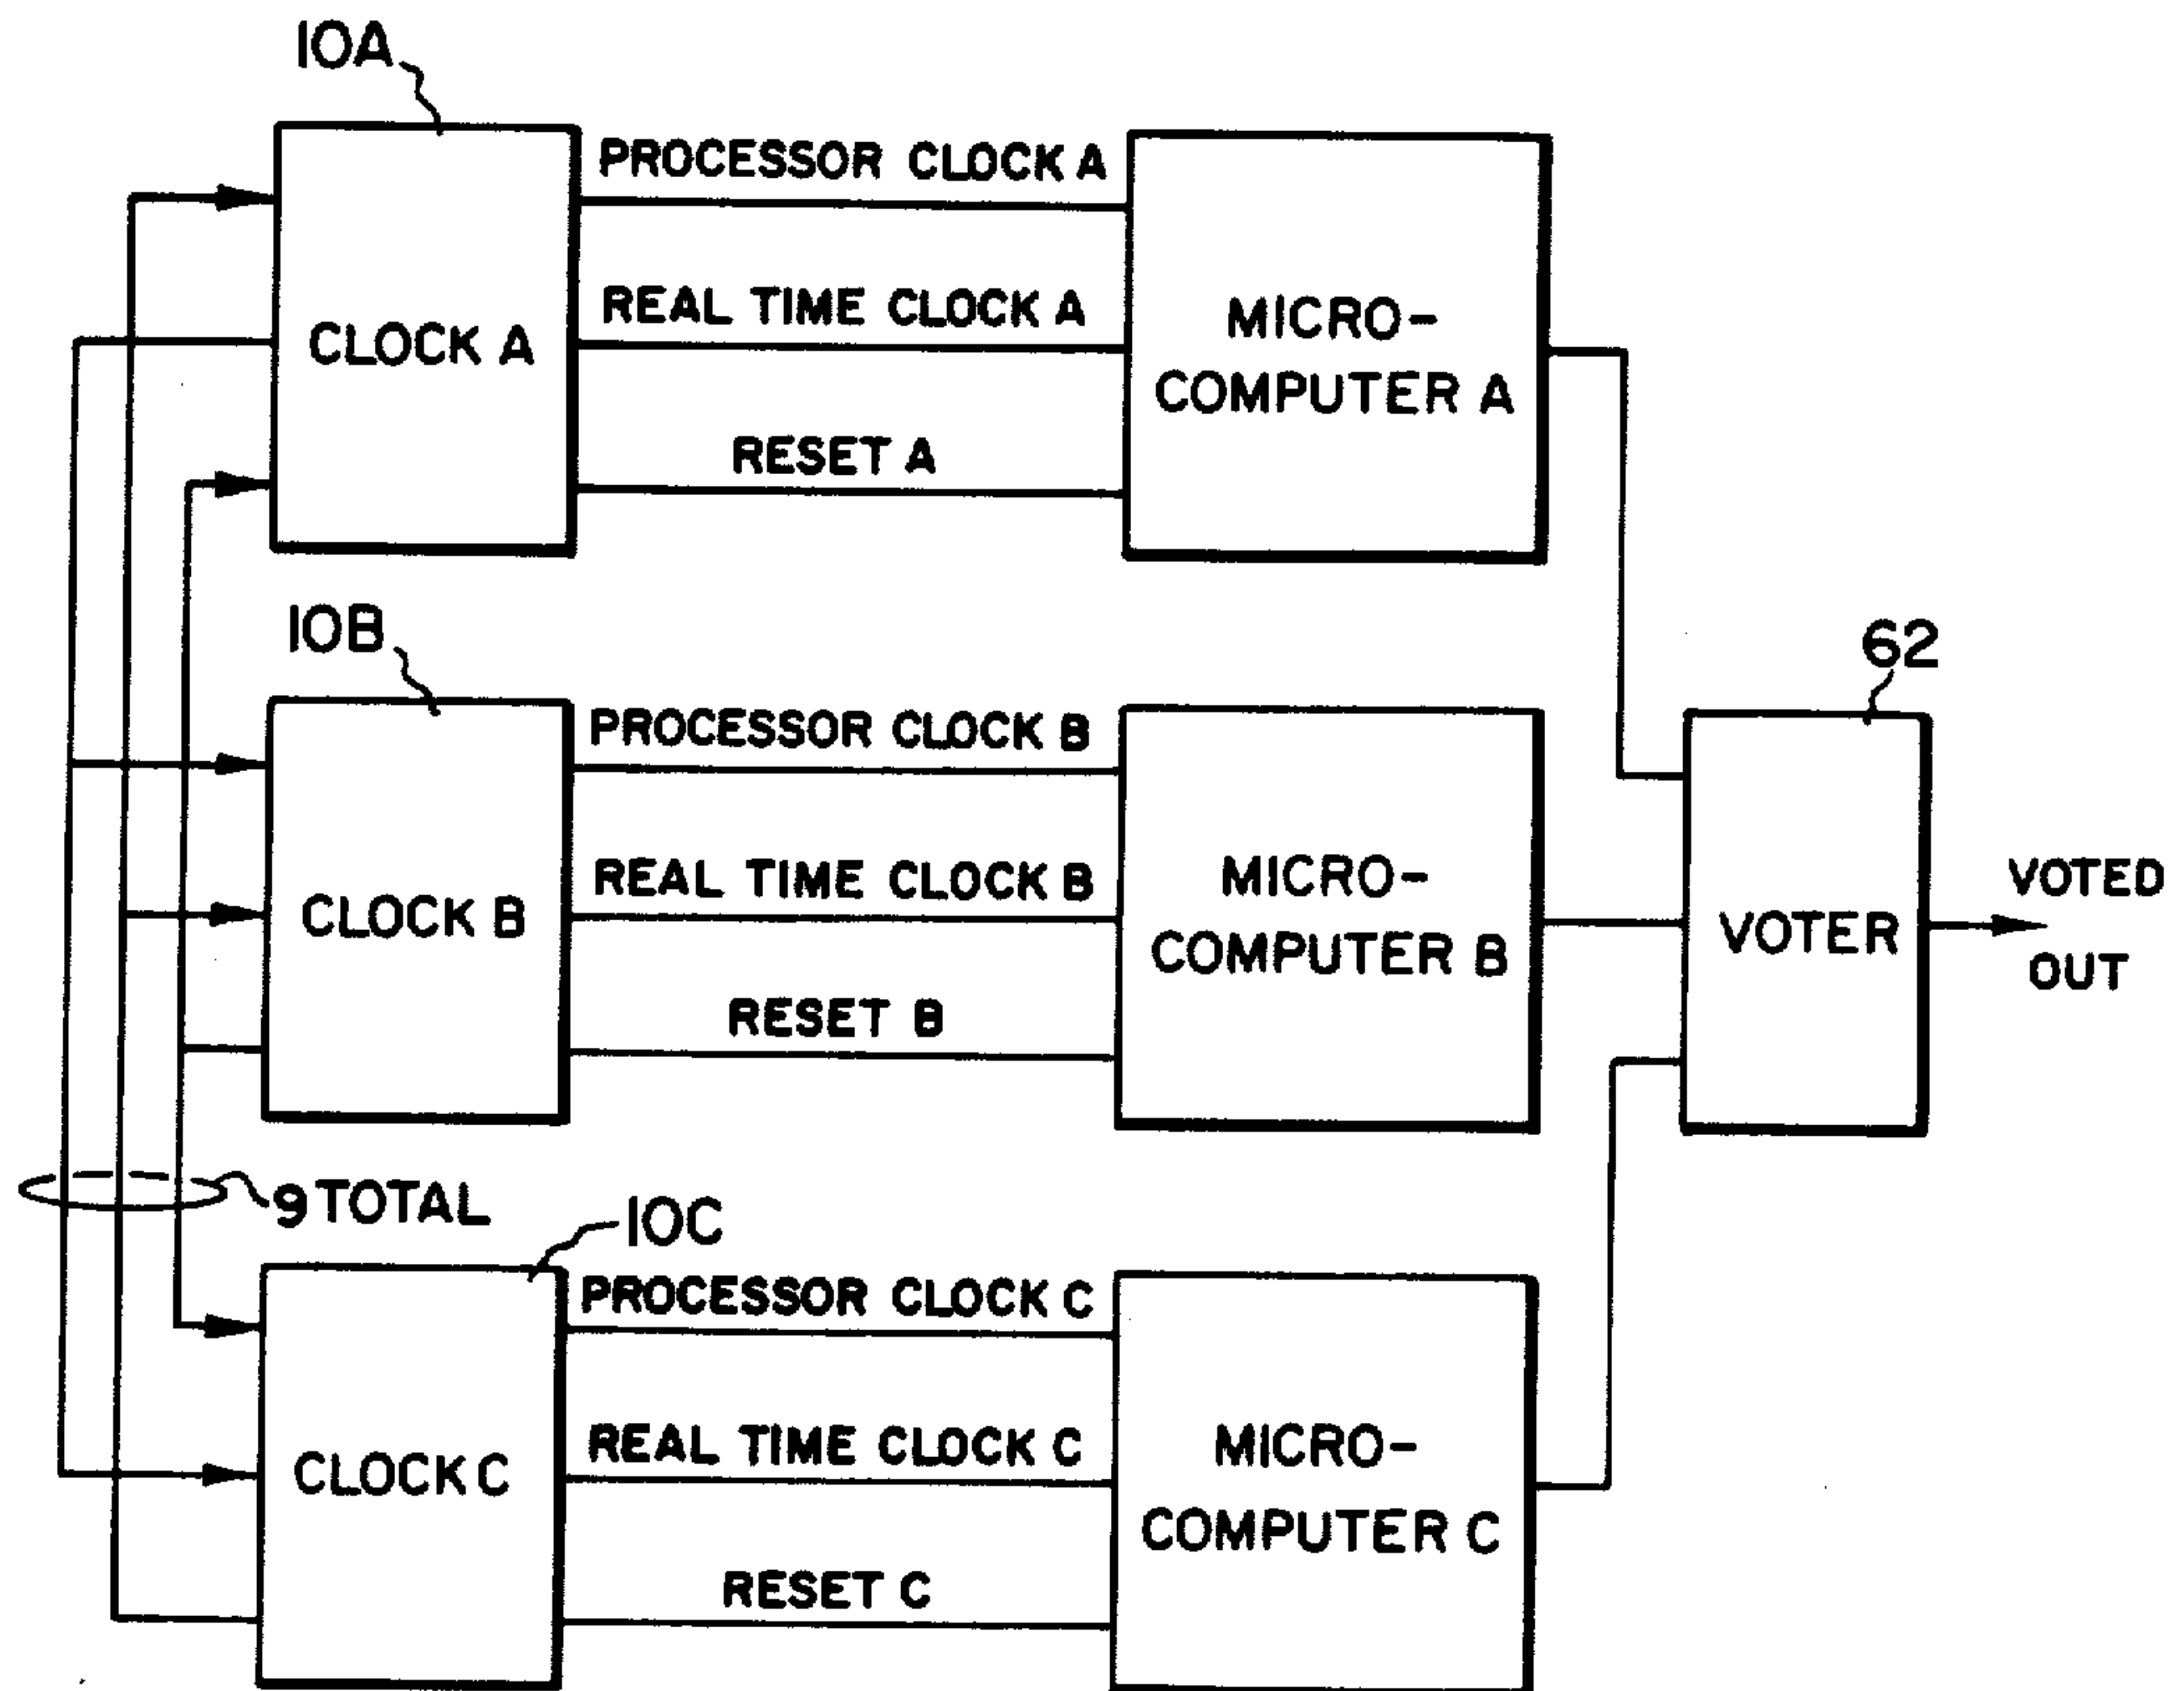 10A
PROCESSOR CLOCK A
REAL TIME CLOCK A
CLOCK A
RESET A
MICRO-
COMPUTER A
10B
PROCESSOR CLOCK B
REAL TIME CLOCK B
CLOCK B
RESET B
MICRO-
COMPUTER B
62
VOTER
VOTED
OUT
9 TOTAL
10C
PROCESSOR CLOCK C
REAL TIME CLOCK C
CLOCK C
RESET C
MICRO-
COMPUTER C